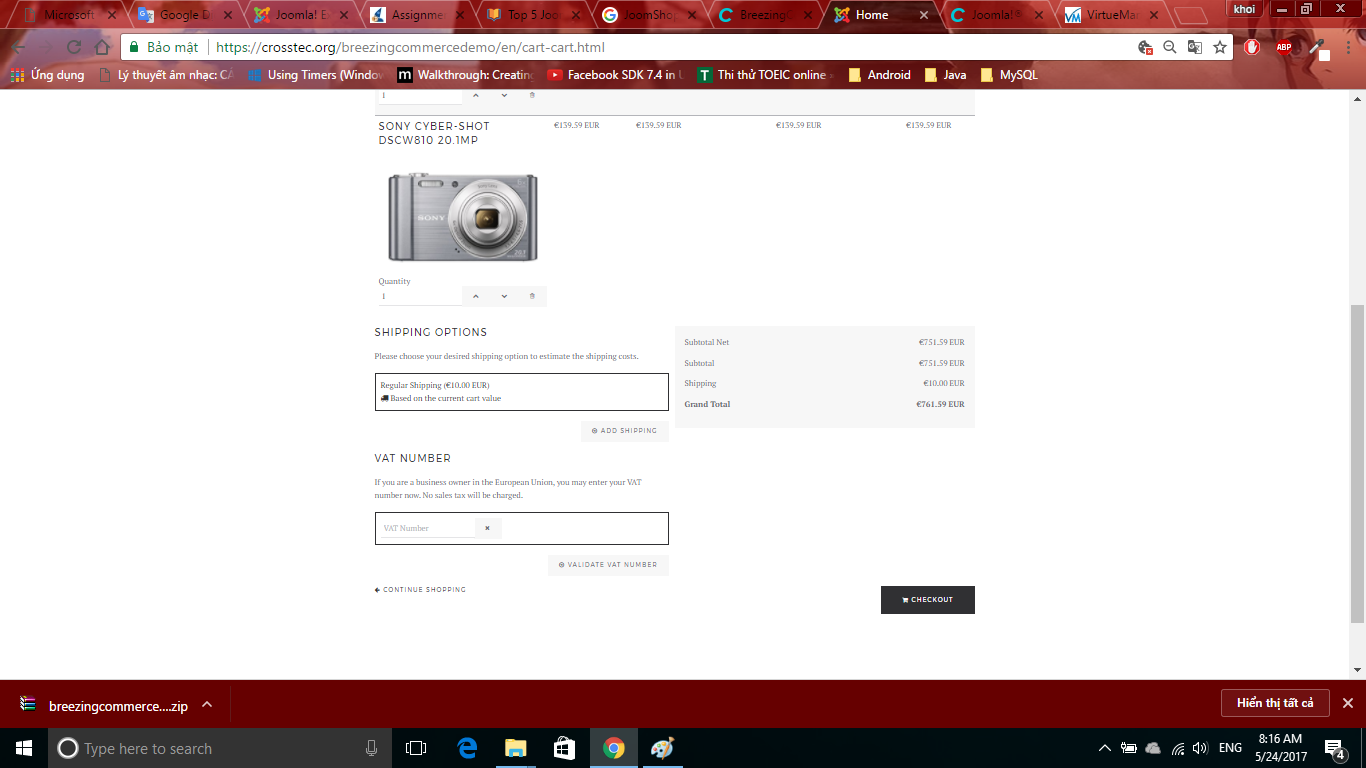 Microsoft
Google D
Joomla! E
Assignme
Top 5 Joo
JoomShop
Breezing
Home
Joomla!®
VirtueMar
khoi
Bảo mật
https://crosstec.org/breezingcommercedemo/en/cart-cart.html
ABP
Ứng dụng
Lý thuyết âm nhạc: CÁ
Using Timers (Window
Walkthrough: Creating
Facebook SDK 7.4 in U
Thi thử TOEIC online »
Android
Java
MySQL
1
SONY CYBER-SHOT
DSCW810 20.1MP
€139.59 EUR
€139.59 EUR
€139.59 EUR
€139.59 EUR
SONY
Quantity
1
SHIPPING OPTIONS
Please choose your desired shipping option to estimate the shipping costs.
Regular Shipping (€10.00 EUR)
Based on the current cart value
ADD SHIPPING
Subtotal Net €751.59 EUR
Subtotal €751.59 EUR
Shipping €10.00 EUR
Grand Total €761.59 EUR
VAT NUMBER
If you are a business owner in the European Union, you may enter your VAT
number now. No sales tax will be charged.
VAT Number
VALIDATE VAT NUMBER
CONTINUE SHOPPING
CHECKOUT
breezingcommerce....zip
Hiển thị tất cả
Type here to search
ENG
8:16 AM
5/24/2017
4